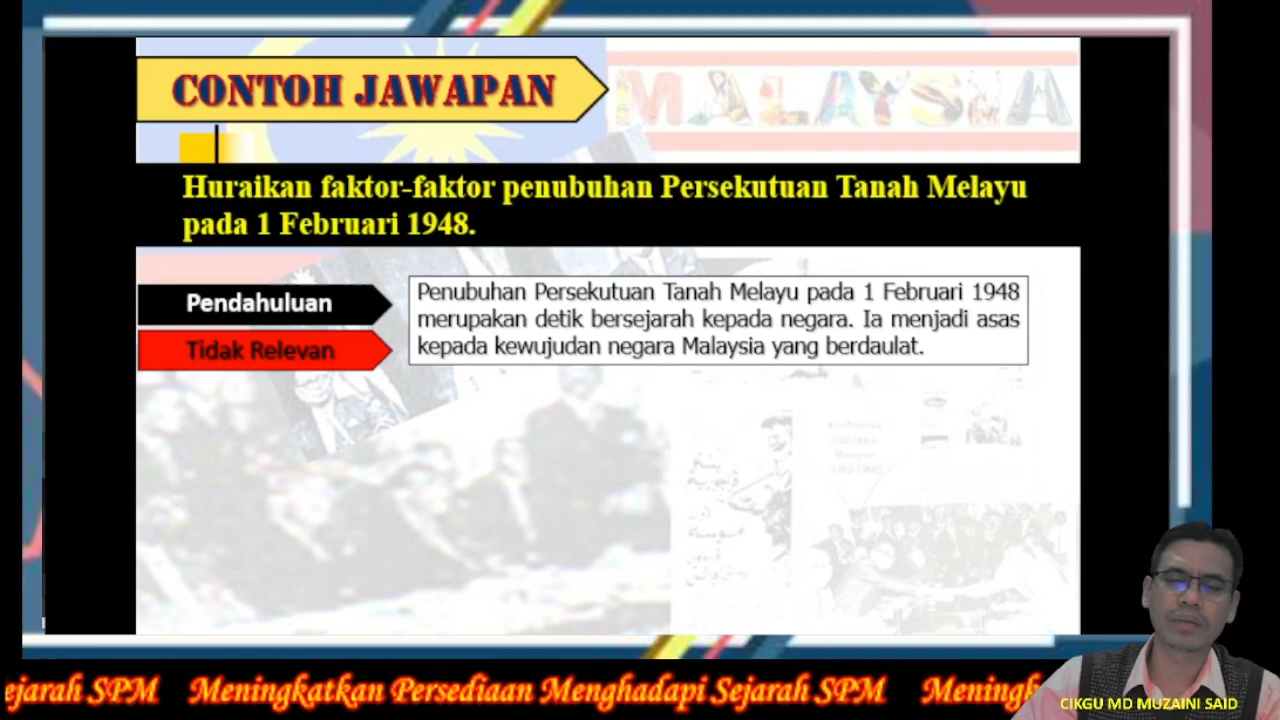 CONTOH JAWAPAN
MALAYSIA
Huraikan faktor-faktor penubuhan Persekutuan Tanah Melayu
pada 1 Februari 1948.
Pendahuluan
Tidak Relevan
Penubuhan Persekutuan Tanah Melayu pada 1 Februari 1948
merupakan detik bersejarah kepada negara. Ia menjadi asas
kepada kewujudan negara Malaysia yang berdaulat.
ejarah SPM Meningkatkan Persediaan Menghadapi Sejarah SPM Meningk
CIKGU MD MUZAINI SAID